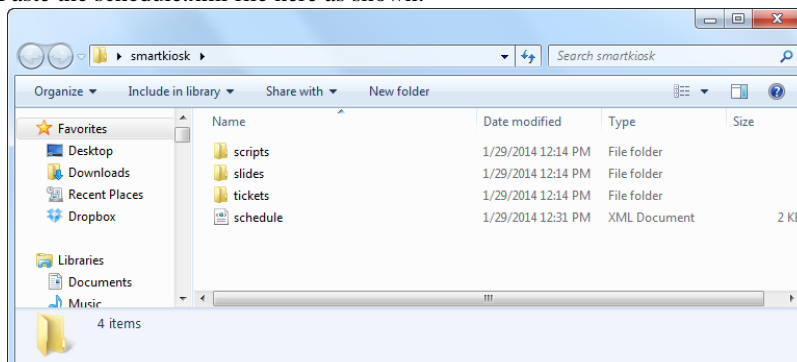 Paste the schedule.xml file here as shown:
smartkiosk
Search smartkiosk
Organize Include in library Share with New folder
Name Date modified Type Size
Favorites
Desktop
Downloads
Recent Places
Dropbox
Libraries
Documents
Music
scripts 1/29/2014 12:14 PM File folder
slides 1/29/2014 12:14 PM File folder
tickets 1/29/2014 12:14 PM File folder
schedule 1/29/2014 12:31 PM XML Document 2 KB
4 items